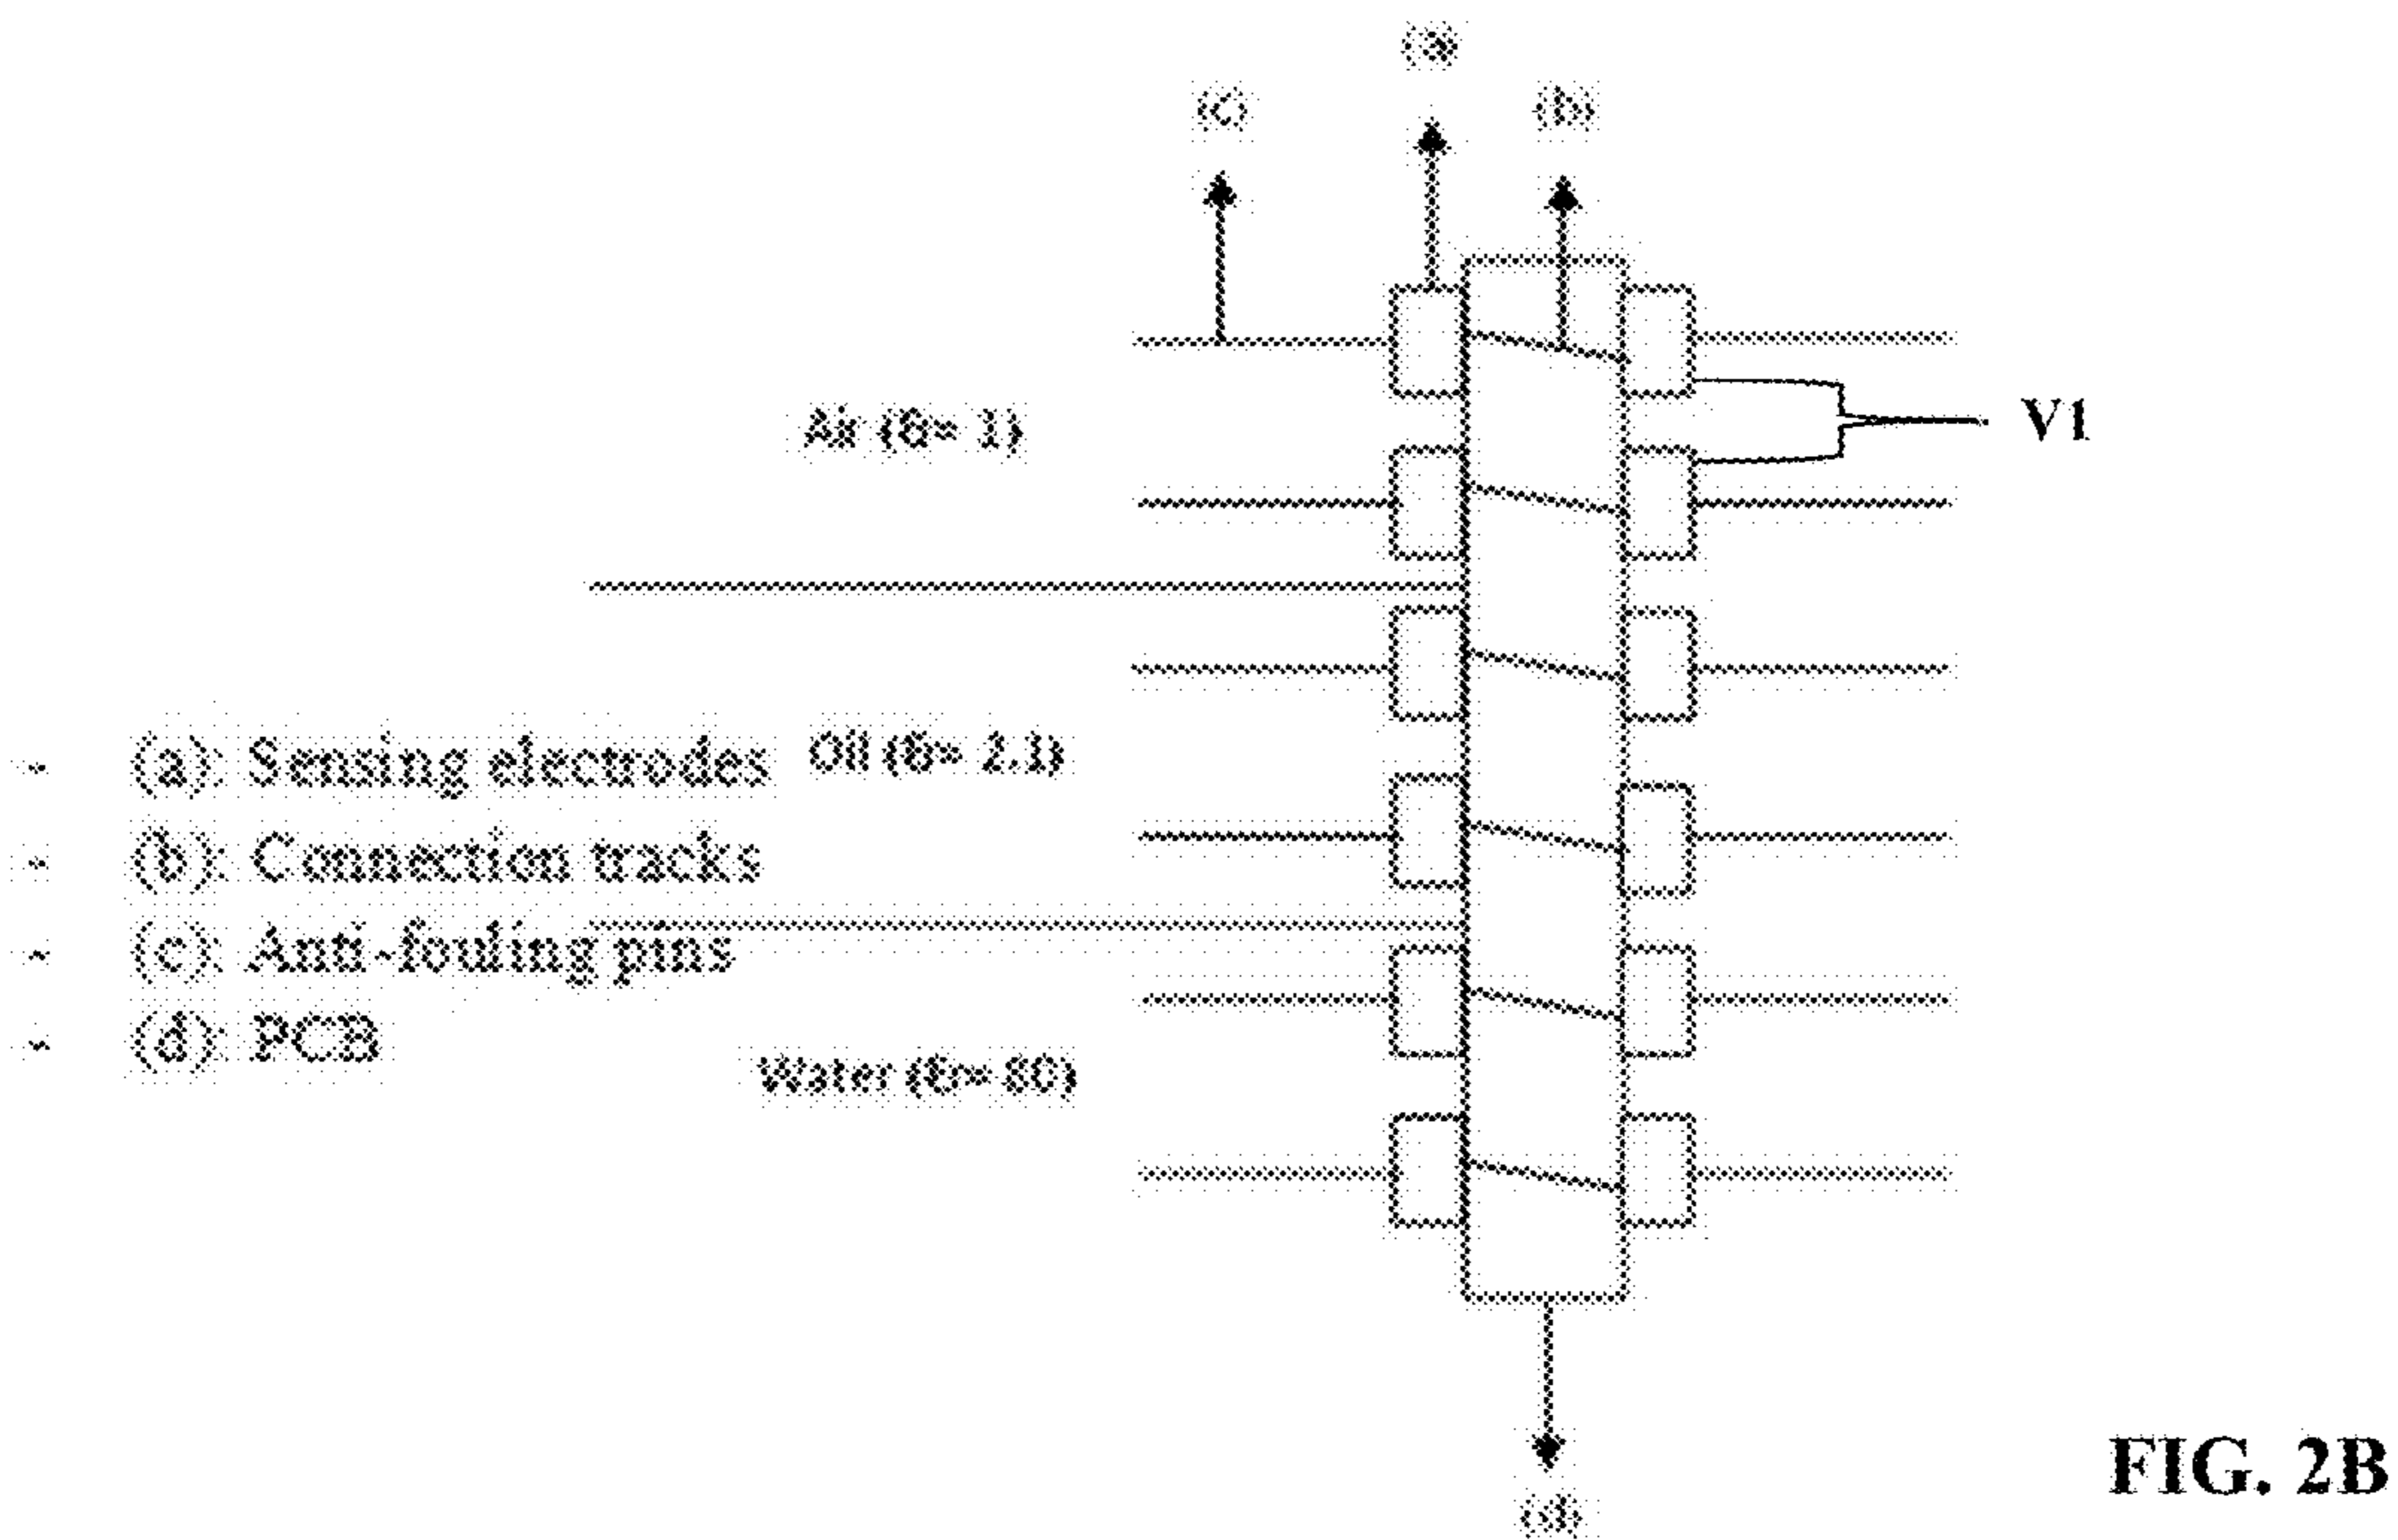 (a)
(c)
(b)
Air (ϵ= 1)
V1
(a): Sensing electrodes
Oil (ϵ= 2.1)
(b): Connection tracks
(c): Anti-fouling pins
(d): PCB
Water (ϵ= 80)
FIG. 2B
(d)